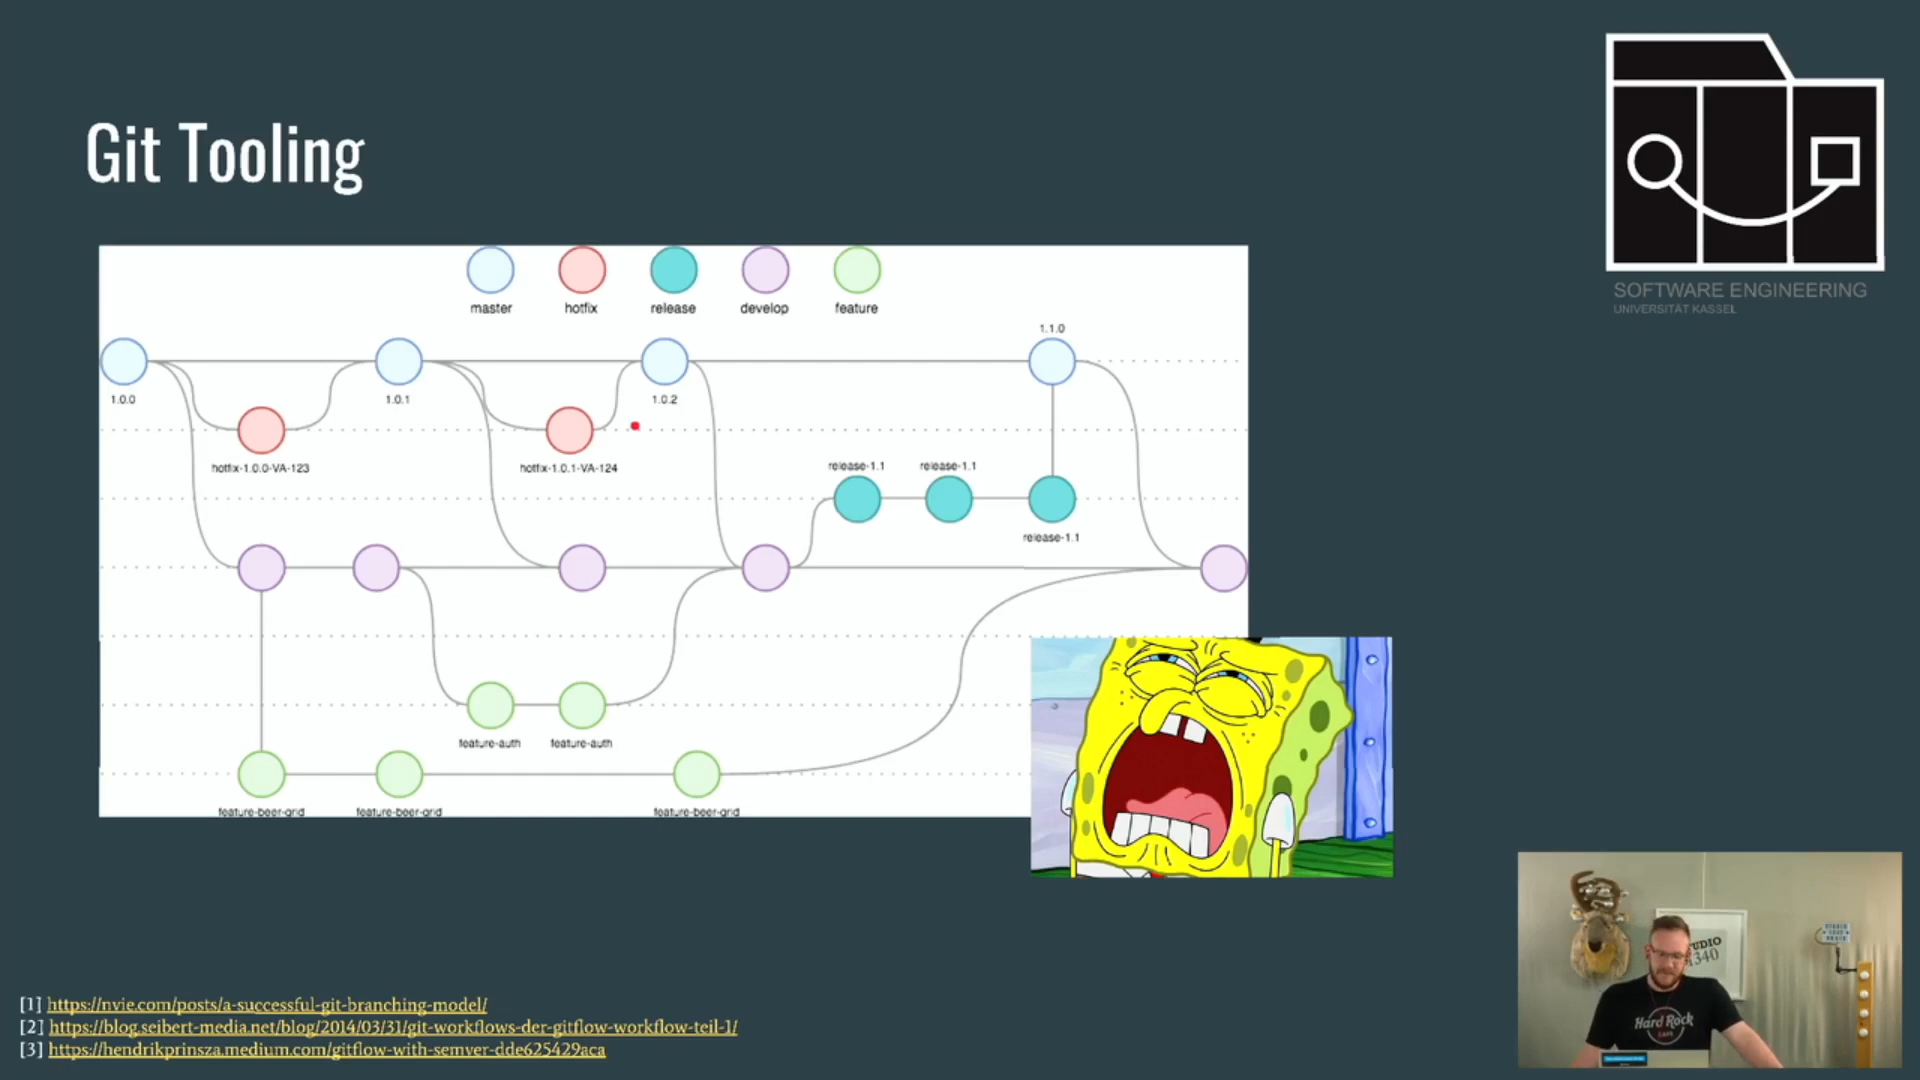 Git Tooling
SOFTWARE ENGINEERING
UNIVERSITÄT KASSEL
master hotfix release develop feature
1.1.0
1.0.0 1.0.1 1.0.2
hotfix-1.0.0-VA-123 hotfix-1.0.1-VA-124
release-1.1 release-1.1
release-1.1
feature-auth feature-auth
feature-beer-grid feature-beer-grid feature-beer-grid
[1] https://nvie.com/posts/a-successful-git-branching-model/
[2] https://blog.seibert-media.net/blog/2014/03/31/git-workflows-der-gitflow-workflow-teil-1/
[3] https://hendrikprinsza.medium.com/gitflow-with-semver-dde625429aca
Hard Rock